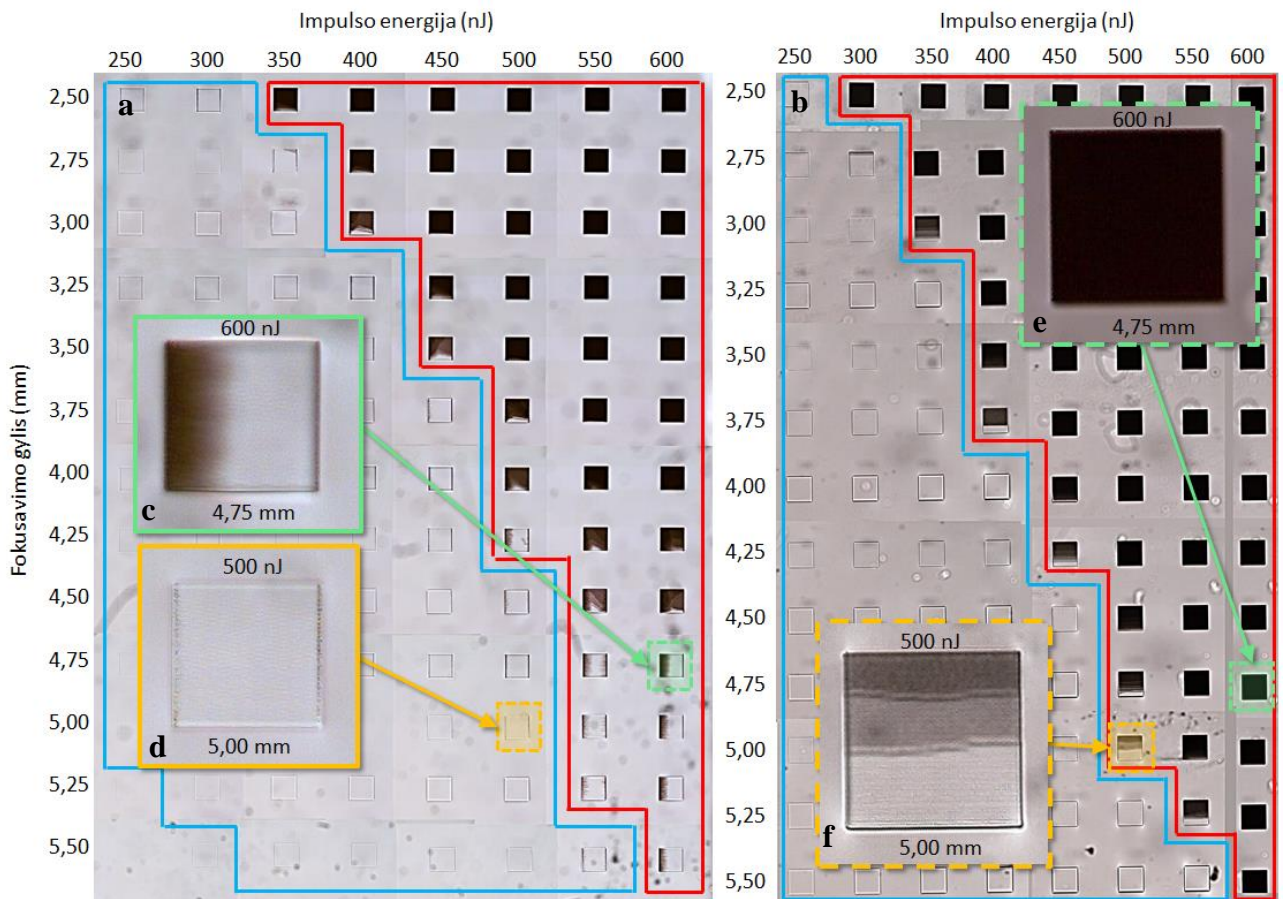 Impulso energija (nJ)
250 300 350 400 450 500 550 600
Fokusavimo gylis (mm)
2,50
2,75
3,00
3,25
3,50
3,75
4,00
4,25
4,50
4,75
5,00
5,25
5,50
a
600 nJ
c
4,75 mm
500 nJ
d
5,00 mm
Impulso energija (nJ)
250 300 350 400 450 500 550 600
2,50
2,75
3,00
3,25
3,50
3,75
4,00
4,25
4,50
4,75
5,00
5,25
5,50
b
600 nJ
e
4,75 mm
500 nJ
f
5,00 mm